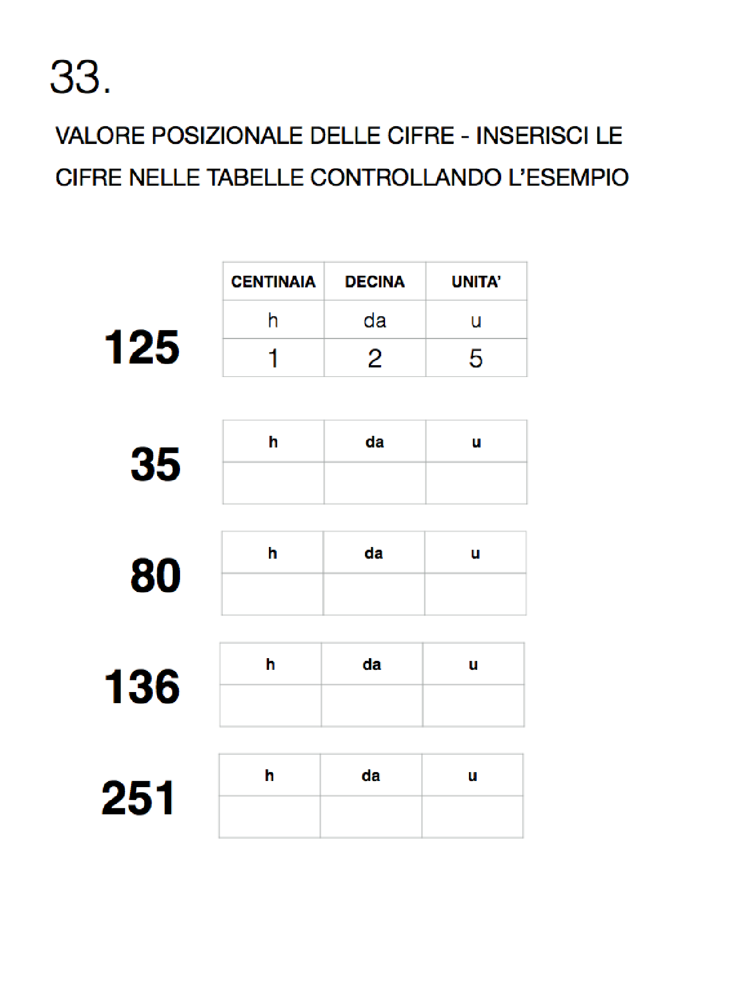 33.
VALORE POSIZIONALE DELLE CIFRE - INSERISCI LE
CIFRE NELLE TABELLE CONTROLLANDO L’ESEMPIO
CENTINAIA DECINA UNITA’
h da u
125 1 2 5
h da u
35
h da u
80
h da u
136
h da u
251